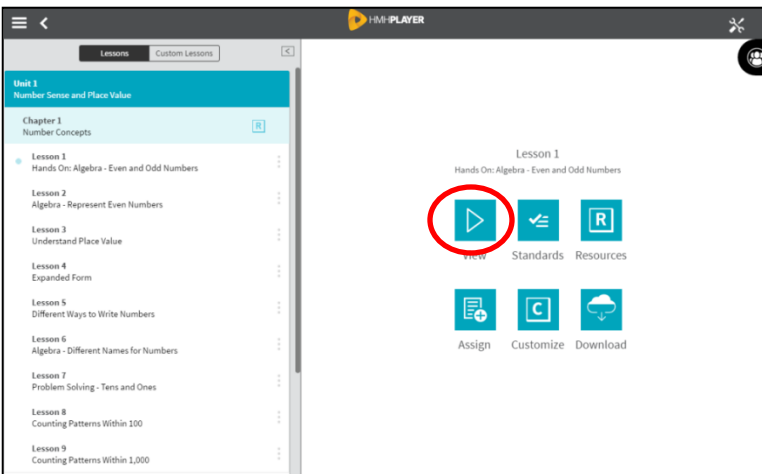 HMH PLAYER
Lessons
Custom Lessons
Unit 1
Number Sense and Place Value
Chapter 1
Number Concepts
R
Lesson 1
Hands On: Algebra - Even and Odd Numbers
Lesson 2
Algebra - Represent Even Numbers
Lesson 3
Understand Place Value
Lesson 4
Expanded Form
Lesson 5
Different Ways to Write Numbers
Lesson 6
Algebra - Different Names for Numbers
Lesson 7
Problem Solving - Tens and Ones
Lesson 8
Counting Patterns Within 100
Lesson 9
Counting Patterns Within 1,000
Lesson 1
Hands On: Algebra - Even and Odd Numbers
R
View
Standards
Resources
C
Assign
Customize
Download